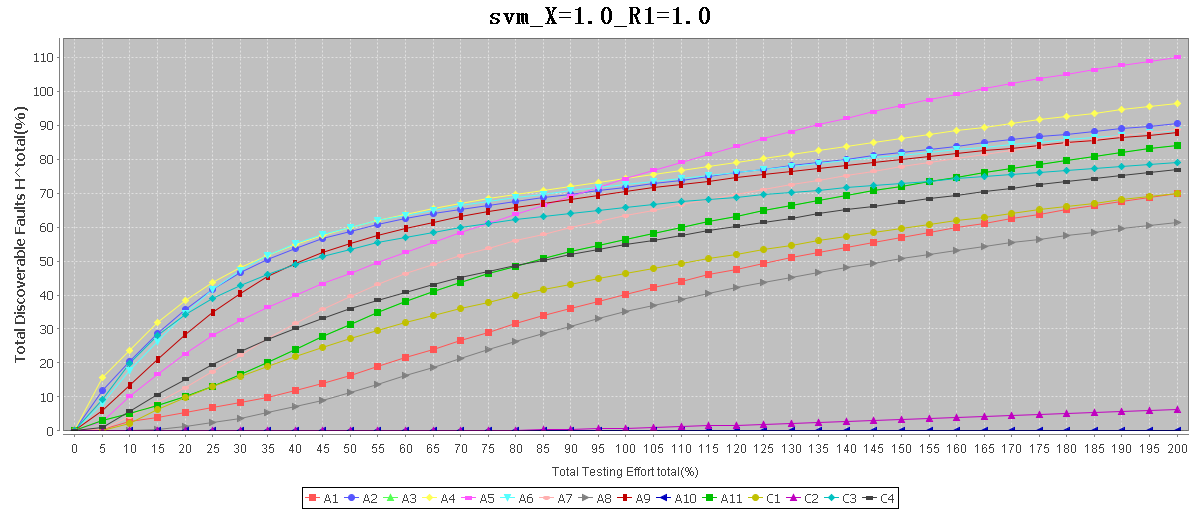 svm_X=1.0_R1=1.0
Total Discoverable Faults H^total(%)
110
100
90
80
70
60
50
40
30
20
10
0
0 5 10 15 20 25 30 35 40 45 50 55 60 65 70 75 80 85 90 95 100 105 110 115 120 125 130 135 140 145 150 155 160 165 170 175 180 185 190 195 200
Total Testing Effort total(%)
A1 A2 A3 A4 A5 A6 A7 A8 A9 A10 A11 C1 C2 C3 C4